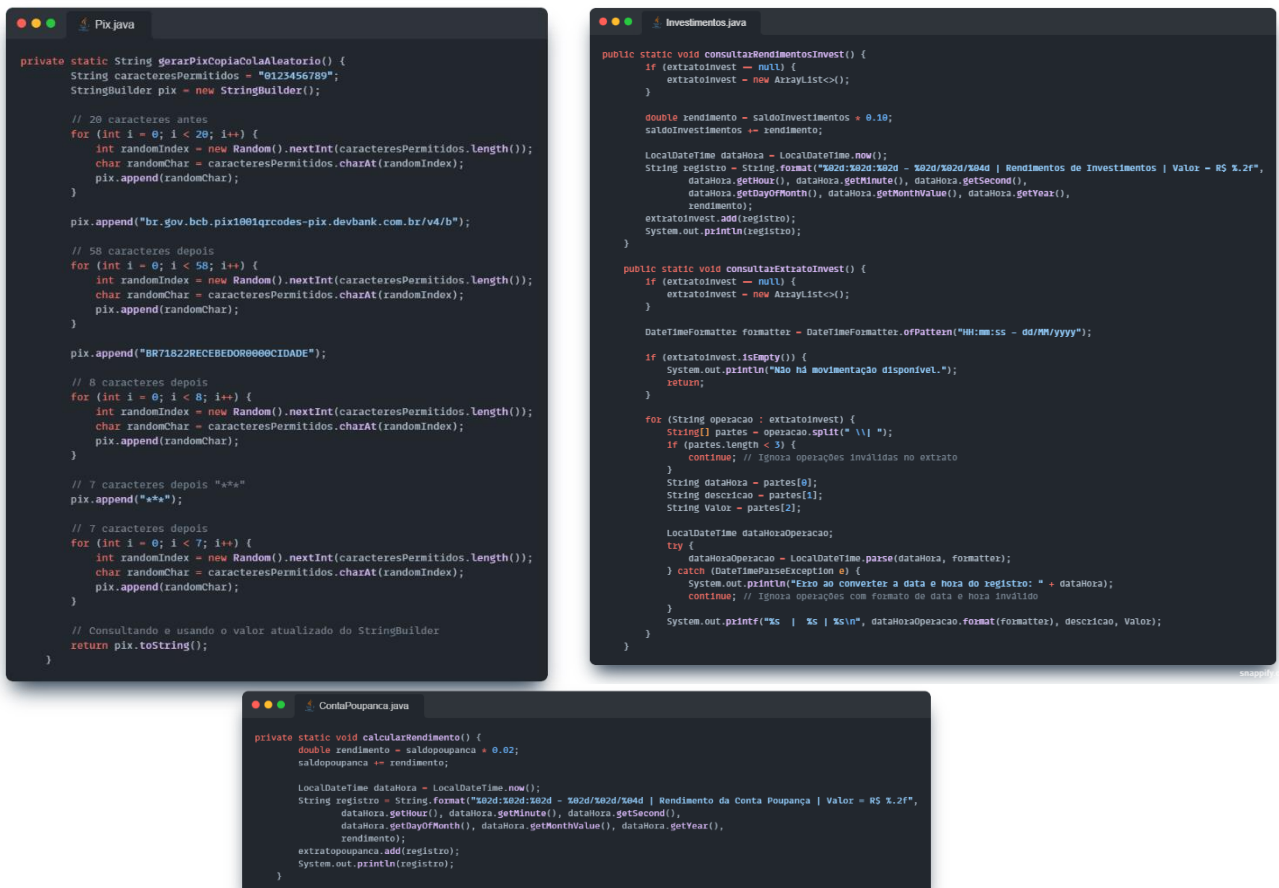 Pix.java
private static String gerarPixCopiaColaAleatorio() {
String caracteresPermitidos = "0123456789";
StringBuilder pix = new StringBuilder();
// 20 caracteres antes
for (int i = 0; i < 20; i++) {
int randomIndex = new Random().nextInt(caracteresPermitidos.length());
char randomChar = caracteresPermitidos.charAt(randomIndex);
pix.append(randomChar);
}
pix.append("br.gov.bcb.pix1001qrcodes-pix.devbank.com.br/v4/b");
// 58 caracteres depois
for (int i = 0; i < 58; i++) {
int randomIndex = new Random().nextInt(caracteresPermitidos.length());
char randomChar = caracteresPermitidos.charAt(randomIndex);
pix.append(randomChar);
}
pix.append("BR71822RECEBEDOR0000CIDADE");
// 8 caracteres depois
for (int i = 0; i < 8; i++) {
int randomIndex = new Random().nextInt(caracteresPermitidos.length());
char randomChar = caracteresPermitidos.charAt(randomIndex);
pix.append(randomChar);
}
// 7 caracteres depois "***"
pix.append("***");
// 7 caracteres depois
for (int i = 0; i < 7; i++) {
int randomIndex = new Random().nextInt(caracteresPermitidos.length());
char randomChar = caracteresPermitidos.charAt(randomIndex);
pix.append(randomChar);
}
// Consultando e usando o valor atualizado do StringBuilder
return pix.toString();
}
Investimentos.java
public static void consultarRendimentosInvest() {
if (extratoinvest == null) {
extratoinvest = new ArrayList<>();
}
double rendimento = saldoInvestimentos * 0.10;
saldoInvestimentos += rendimento;
LocalDateTime dataHora = LocalDateTime.now();
String registro = String.format("%02d:%02d:%02d - %02d/%02d/%04d | Rendimentos de Investimentos | Valor = R$ %.2f",
dataHora.getHour(), dataHora.getMinute(), dataHora.getSecond(),
dataHora.getDayOfMonth(), dataHora.getMonthValue(), dataHora.getYear(),
rendimento);
extratoinvest.add(registro);
System.out.println(registro);
}
public static void consultarExtratoInvest() {
if (extratoinvest == null) {
extratoinvest = new ArrayList<>();
}
DateTimeFormatter formatter = DateTimeFormatter.ofPattern("HH:mm:ss - dd/MM/yyyy");
if (extratoinvest.isEmpty()) {
System.out.println("Não há movimentação disponível.");
return;
}
for (String operacao : extratoinvest) {
String[] partes = operacao.split(" \\| ");
if (partes.length < 3) {
continue; // Ignora operações inválidas no extrato
}
String dataHora = partes[0];
String descricao = partes[1];
String Valor = partes[2];
LocalDateTime dataHoraOperacao;
try {
dataHoraOperacao = LocalDateTime.parse(dataHora, formatter);
} catch (DateTimeParseException e) {
System.out.println("Erro ao converter a data e hora do registro: " + dataHora);
continue; // Ignora operações com formato de data e hora inválido
}
System.out.printf("%s  |  %s | %s\n", dataHoraOperacao.format(formatter), descricao, Valor);
}
}
snappify
ContaPoupanca.java
private static void calcularRendimento() {
double rendimento = saldopoupanca * 0.02;
saldopoupanca += rendimento;
LocalDateTime dataHora = LocalDateTime.now();
String registro = String.format("%02d:%02d:%02d - %02d/%02d/%04d | Rendimento da Conta Poupança | Valor = R$ %.2f",
dataHora.getHour(), dataHora.getMinute(), dataHora.getSecond(),
dataHora.getDayOfMonth(), dataHora.getMonthValue(), dataHora.getYear(),
rendimento);
extratopoupanca.add(registro);
System.out.println(registro);
}